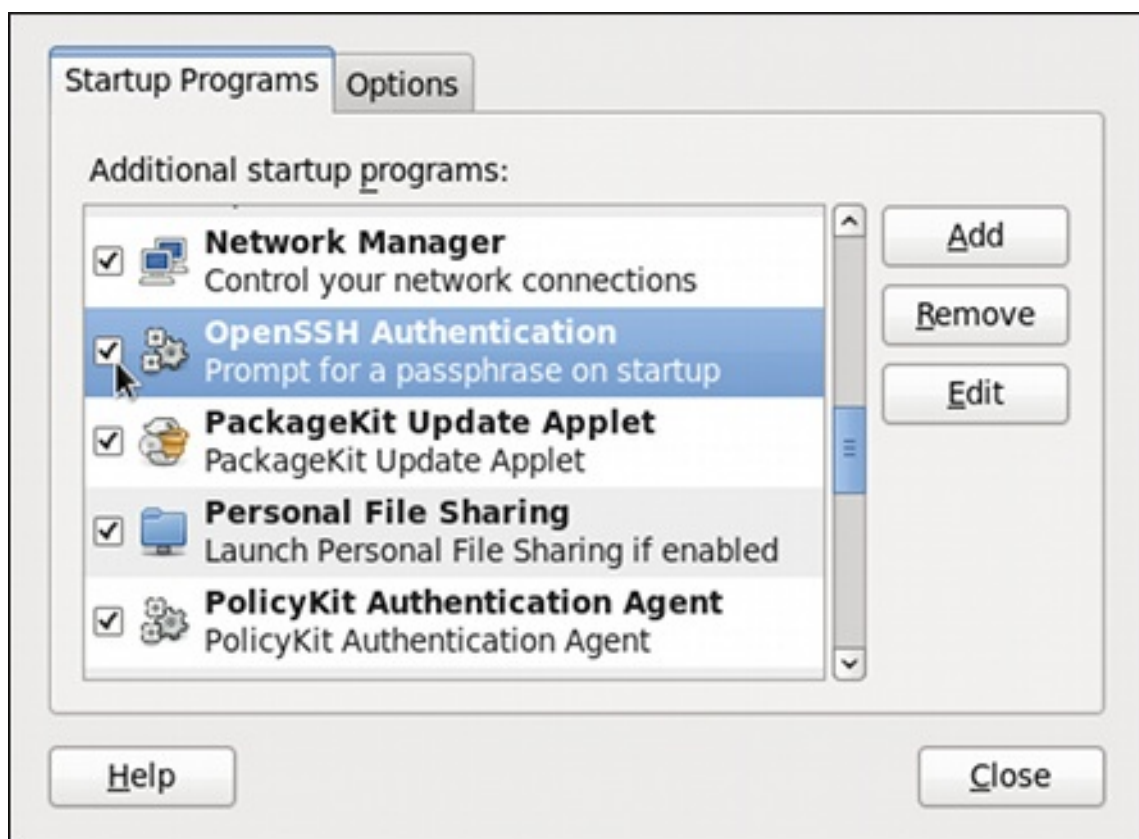 Startup Programs
Options
Additional startup programs:
Network Manager
Control your network connections
OpenSSH Authentication
Prompt for a passphrase on startup
PackageKit Update Applet
PackageKit Update Applet
Personal File Sharing
Launch Personal File Sharing if enabled
PolicyKit Authentication Agent
PolicyKit Authentication Agent
Add
Remove
Edit
Help
Close